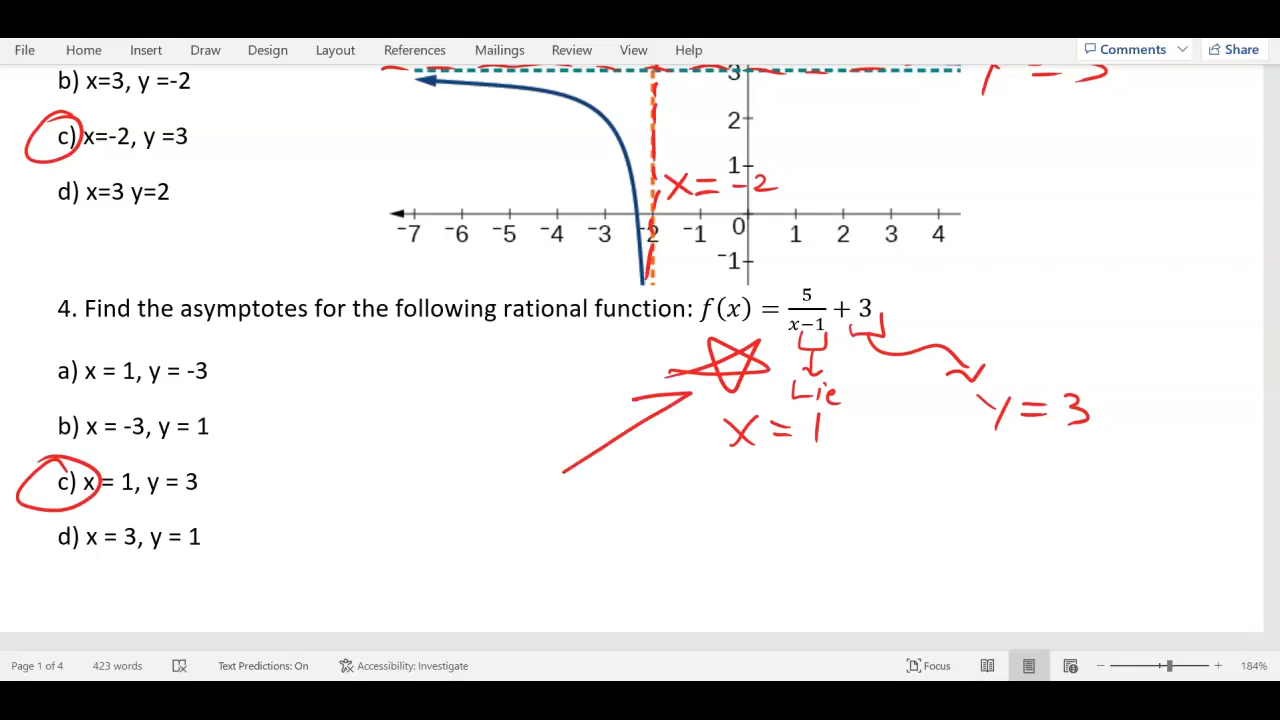 File Home Insert Draw Design Layout References Mailings Review View Help Comments Share
b) x=3, y =-2
3
y = 3
c) x=-2, y =3
2
d) x=3 y=2
1
x = -2
-7 -6 -5 -4 -3 -2 -1 0 1 2 3 4
-1
4. Find the asymptotes for the following rational function: f(x) = 5/(x−1) + 3
a) x = 1, y = -3
Lie
y = 3
b) x = -3, y = 1
x = 1
c) x = 1, y = 3
d) x = 3, y = 1
Page 1 of 4 423 words Text Predictions: On Accessibility: Investigate Focus 184%